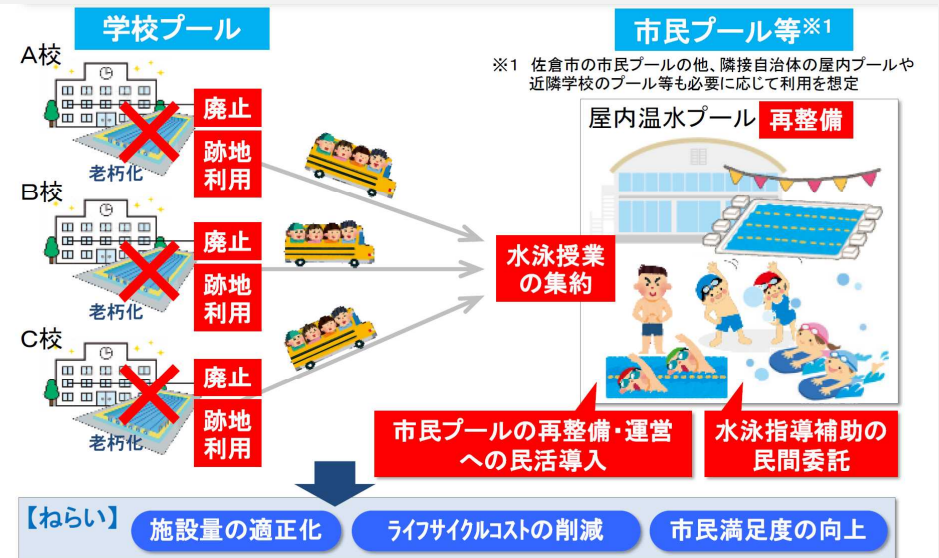 学校プール
市民プール等※1
※1 佐倉市の市民プールの他、隣接自治体の屋内プールや
近隣学校のプール等も必要に応じて利用を想定
A校
老朽化
廃止
跡地
利用
B校
老朽化
廃止
跡地
利用
C校
老朽化
廃止
跡地
利用
水泳授業
の集約
屋内温水プール
再整備
市民プールの再整備・運営
への民活導入
水泳指導補助の
民間委託
【ねらい】
施設量の適正化
ライフサイクルコストの削減
市民満足度の向上